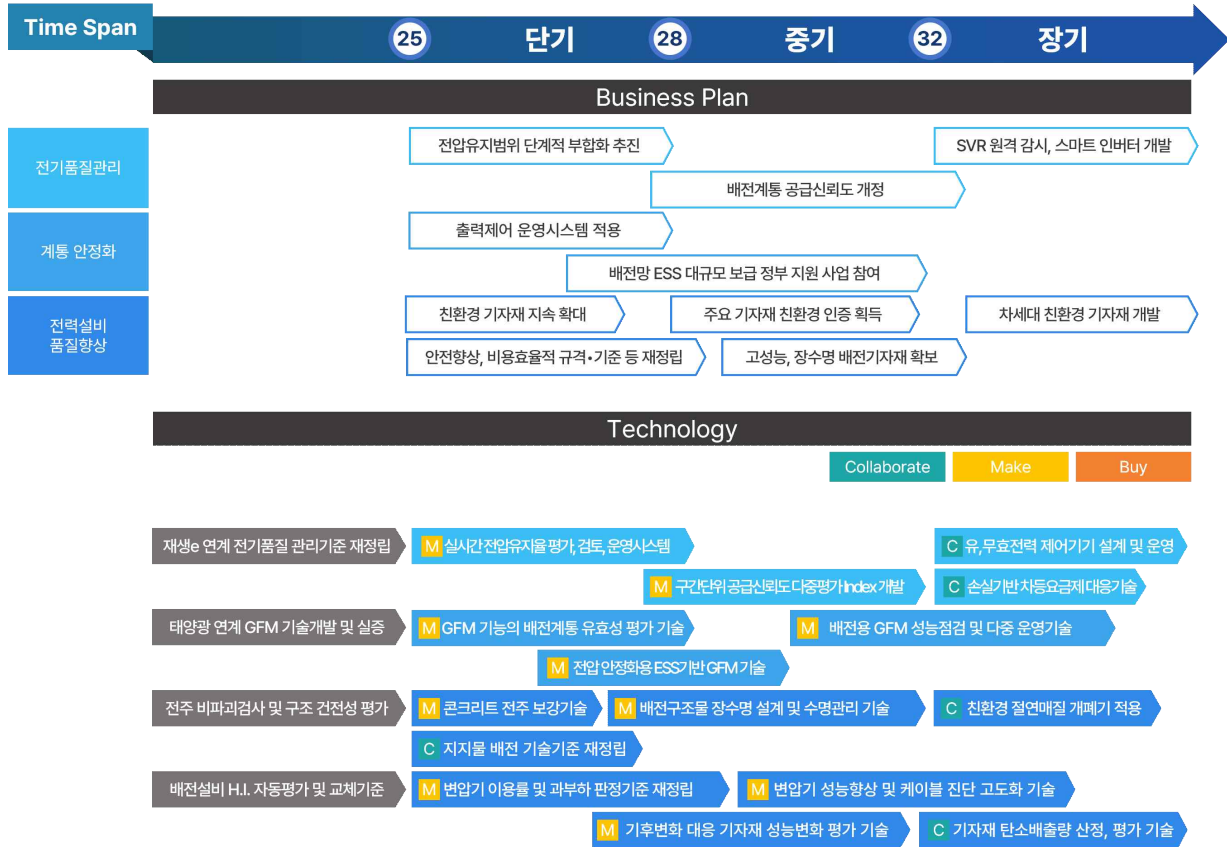 Time Span
25
단기
28
중기
32
장기
Business Plan
전기품질관리
전압유지범위 단계적 부합화 추진
SVR 원격 감시, 스마트 인버터 개발
배전계통 공급신뢰도 개정
계통 안정화
출력제어 운영시스템 적용
배전망 ESS 대규모 보급 정부 지원 사업 참여
전력설비
품질향상
친환경 기자재 지속 확대
주요 기자재 친환경 인증 획득
차세대 친환경 기자재 개발
안전향상, 비용효율적 규격•기준 등 재정립
고성능, 장수명 배전기자재 확보
Technology
Collaborate
Make
Buy
재생e 연계 전기품질 관리기준 재정립
M 실시간 전압유지율 평가, 검토, 운영시스템
C 유,무효전력 제어기기 설계 및 운영
M 구간단위 공급신뢰도 다중평가 Index 개발
C 손실기반 차등요금제 대응기술
태양광 연계 GFM 기술개발 및 실증
M GFM 기능의 배전계통 유효성 평가 기술
M 배전용 GFM 성능점검 및 다중 운영기술
M 전압 안정화용 ESS기반 GFM 기술
전주 비파괴검사 및 구조 건전성 평가
M 콘크리트 전주 보강기술
M 배전구조물 장수명 설계 및 수명관리 기술
C 친환경 절연매질 개폐기 적용
C 지지물 배전 기술기준 재정립
배전설비 H.I. 자동평가 및 교체기준
M 변압기 이용률 및 과부하 판정기준 재정립
M 변압기 성능향상 및 케이블 진단 고도화 기술
M 기후변화 대응 기자재 성능변화 평가 기술
C 기자재 탄소배출량 산정, 평가 기술